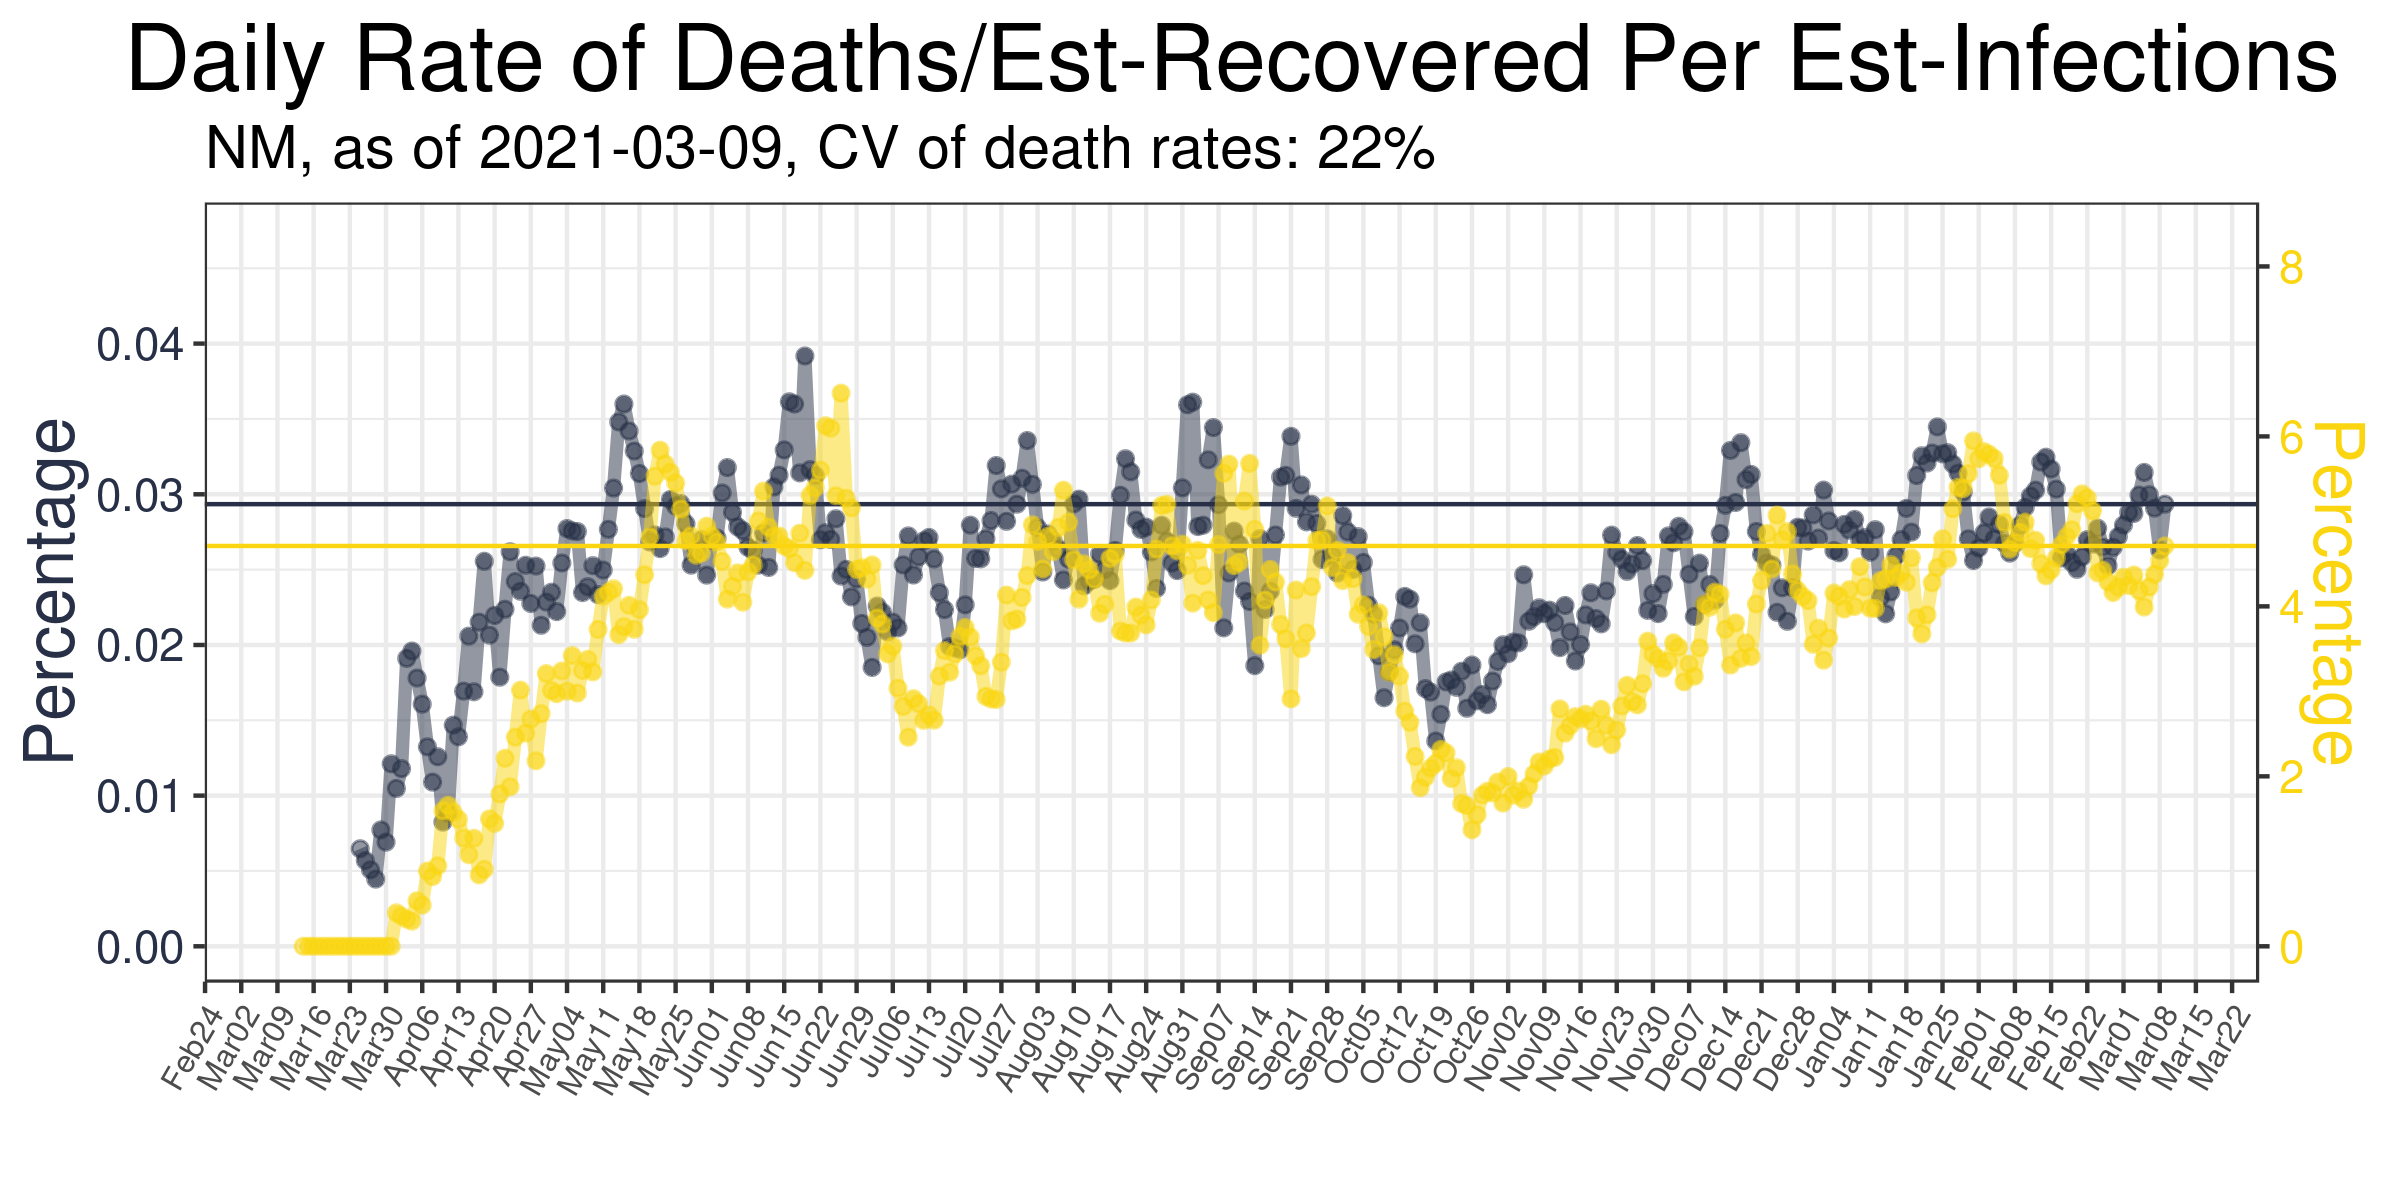 Daily Rate of Deaths/Est-Recovered Per Est-Infections
NM, as of 2021-03-09, CV of death rates: 22%
Percentage
0.04
0.03
0.02
0.01
0.00
8
6
4
2
0
Percentage
Feb24
Mar02
Mar09
Mar16
Mar23
Mar30
Apr06
Apr13
Apr20
Apr27
May04
May11
May18
May25
Jun01
Jun08
Jun15
Jun22
Jun29
Jul06
Jul13
Jul20
Jul27
Aug03
Aug10
Aug17
Aug24
Aug31
Sep07
Sep14
Sep21
Sep28
Oct05
Oct12
Oct19
Oct26
Nov02
Nov09
Nov16
Nov23
Nov30
Dec07
Dec14
Dec21
Dec28
Jan04
Jan11
Jan18
Jan25
Feb01
Feb08
Feb15
Feb22
Mar01
Mar08
Mar15
Mar22